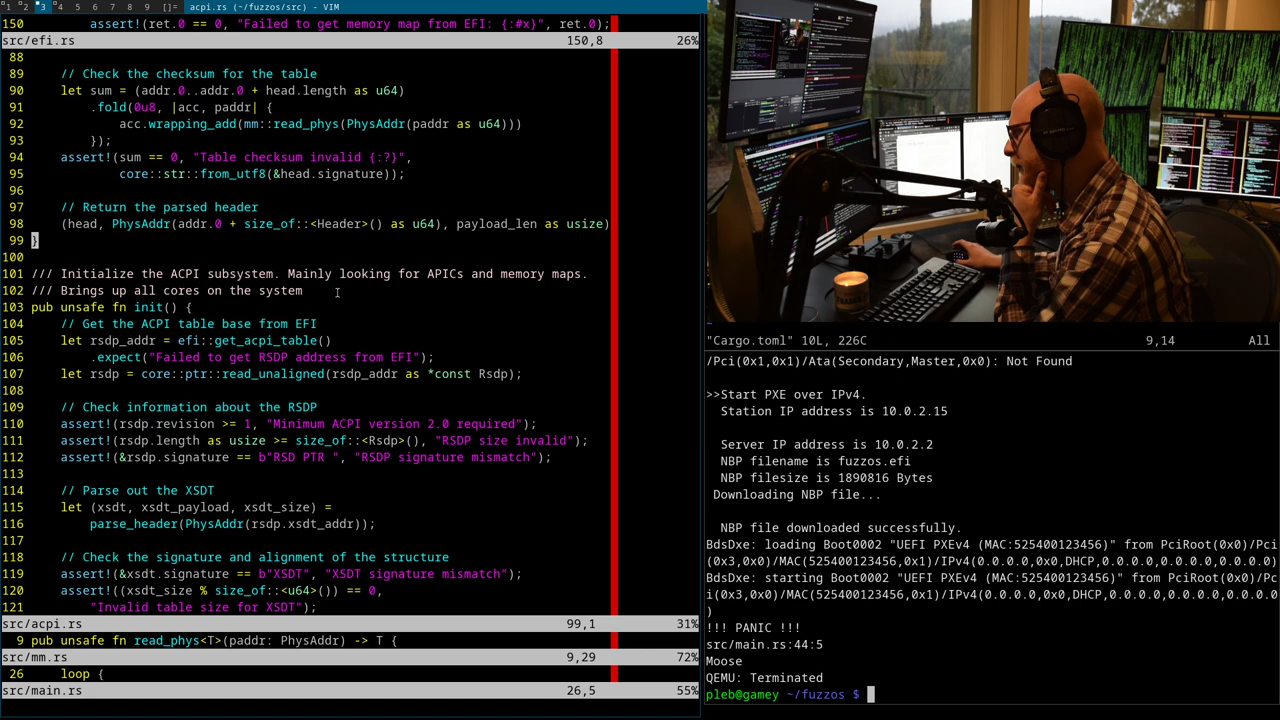 1 2 3 4 5 6 7 8 9 []= acpi.rs (~/fuzzos/src) - VIM
150         assert!(ret.0 == 0, "Failed to get memory map from EFI: {:#x}", ret.0);
src/efi.rs 150,8 26%
88
89     // Check the checksum for the table
90     let sum = (addr.0..addr.0 + head.length as u64)
91         .fold(0u8, |acc, paddr| {
92             acc.wrapping_add(mm::read_phys(PhysAddr(paddr as u64)))
93         });
94     assert!(sum == 0, "Table checksum invalid {:?}",
95             core::str::from_utf8(&head.signature));
96
97     // Return the parsed header
98     (head, PhysAddr(addr.0 + size_of::<Header>() as u64), payload_len as usize)
99 }
100
101 /// Initialize the ACPI subsystem. Mainly looking for APICs and memory maps.
102 /// Brings up all cores on the system
103 pub unsafe fn init() {
104     // Get the ACPI table base from EFI
105     let rsdp_addr = efi::get_acpi_table()
106         .expect("Failed to get RSDP address from EFI");
107     let rsdp = core::ptr::read_unaligned(rsdp_addr as *const Rsdp);
108
109     // Check information about the RSDP
110     assert!(rsdp.revision >= 1, "Minimum ACPI version 2.0 required");
111     assert!(rsdp.length as usize >= size_of::<Rsdp>(), "RSDP size invalid");
112     assert!(&rsdp.signature == b"RSD PTR ", "RSDP signature mismatch");
113
114     // Parse out the XSDT
115     let (xsdt, xsdt_payload, xsdt_size) =
116         parse_header(PhysAddr(rsdp.xsdt_addr));
117
118     // Check the signature and alignment of the structure
119     assert!(&xsdt.signature == b"XSDT", "XSDT signature mismatch");
120     assert!((xsdt_size % size_of::<u64>()) == 0,
121         "Invalid table size for XSDT");
src/acpi.rs 99,1 31%
9 pub unsafe fn read_phys<T>(paddr: PhysAddr) -> T {
src/mm.rs 9,29 72%
26     loop {
src/main.rs 26,5 55%
~
"Cargo.toml" 10L, 226C 9,14 All
/Pci(0x1,0x1)/Ata(Secondary,Master,0x0): Not Found
>>Start PXE over IPv4.
Station IP address is 10.0.2.15
Server IP address is 10.0.2.2
NBP filename is fuzzos.efi
NBP filesize is 1890816 Bytes
Downloading NBP file...
NBP file downloaded successfully.
BdsDxe: loading Boot0002 "UEFI PXEv4 (MAC:525400123456)" from PciRoot(0x0)/Pci
(0x3,0x0)/MAC(525400123456,0x1)/IPv4(0.0.0.0,0x0,DHCP,0.0.0.0,0.0.0.0,0.0.0.0)
BdsDxe: starting Boot0002 "UEFI PXEv4 (MAC:525400123456)" from PciRoot(0x0)/Pc
i(0x3,0x0)/MAC(525400123456,0x1)/IPv4(0.0.0.0,0x0,DHCP,0.0.0.0,0.0.0.0,0.0.0.0
)
!!! PANIC !!!
src/main.rs:44:5
Moose
QEMU: Terminated
pleb@gamey ~/fuzzos $